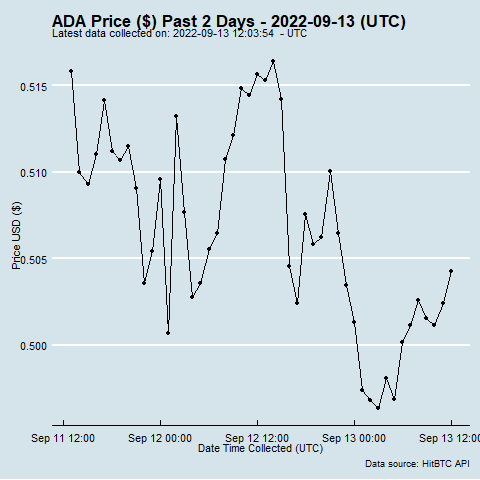 ADA Price ($) Past 2 Days - 2022-09-13 (UTC)
Latest data collected on: 2022-09-13 12:03:54 - UTC
0.515
0.510
0.505
0.500
Price USD ($)
Sep 11 12:00 Sep 12 00:00 Sep 12 12:00 Sep 13 00:00 Sep 13 12:00
Date Time Collected (UTC)
Data source: HitBTC API